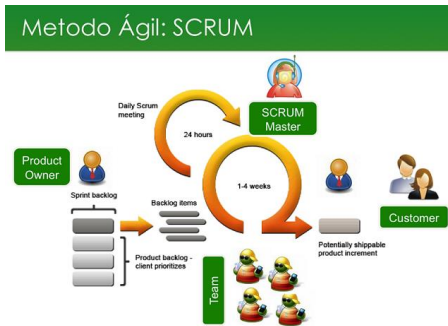 Metodo Ágil: SCRUM
Daily Scrum
meeting
24 hours
SCRUM
Master
Product
Owner
Sprint backlog
Backlog items
1-4 weeks
Customer
Product backlog -
client prioritizes
Potentially shippable
product increment
Team